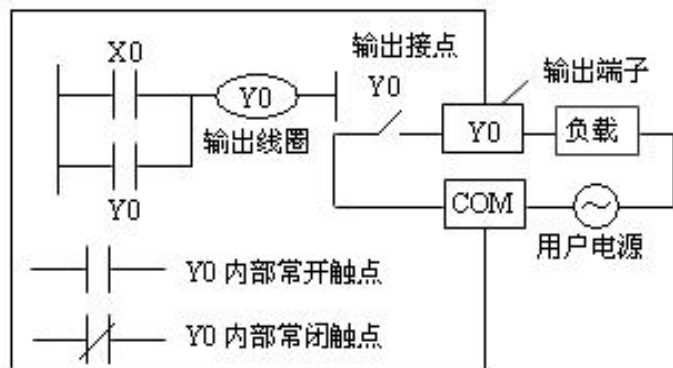 X0
Y0
输出线圈
Y0
输出接点
Y0
输出端子
Y0
负载
COM
用户电源
Y0 内部常开触点
Y0 内部常闭触点